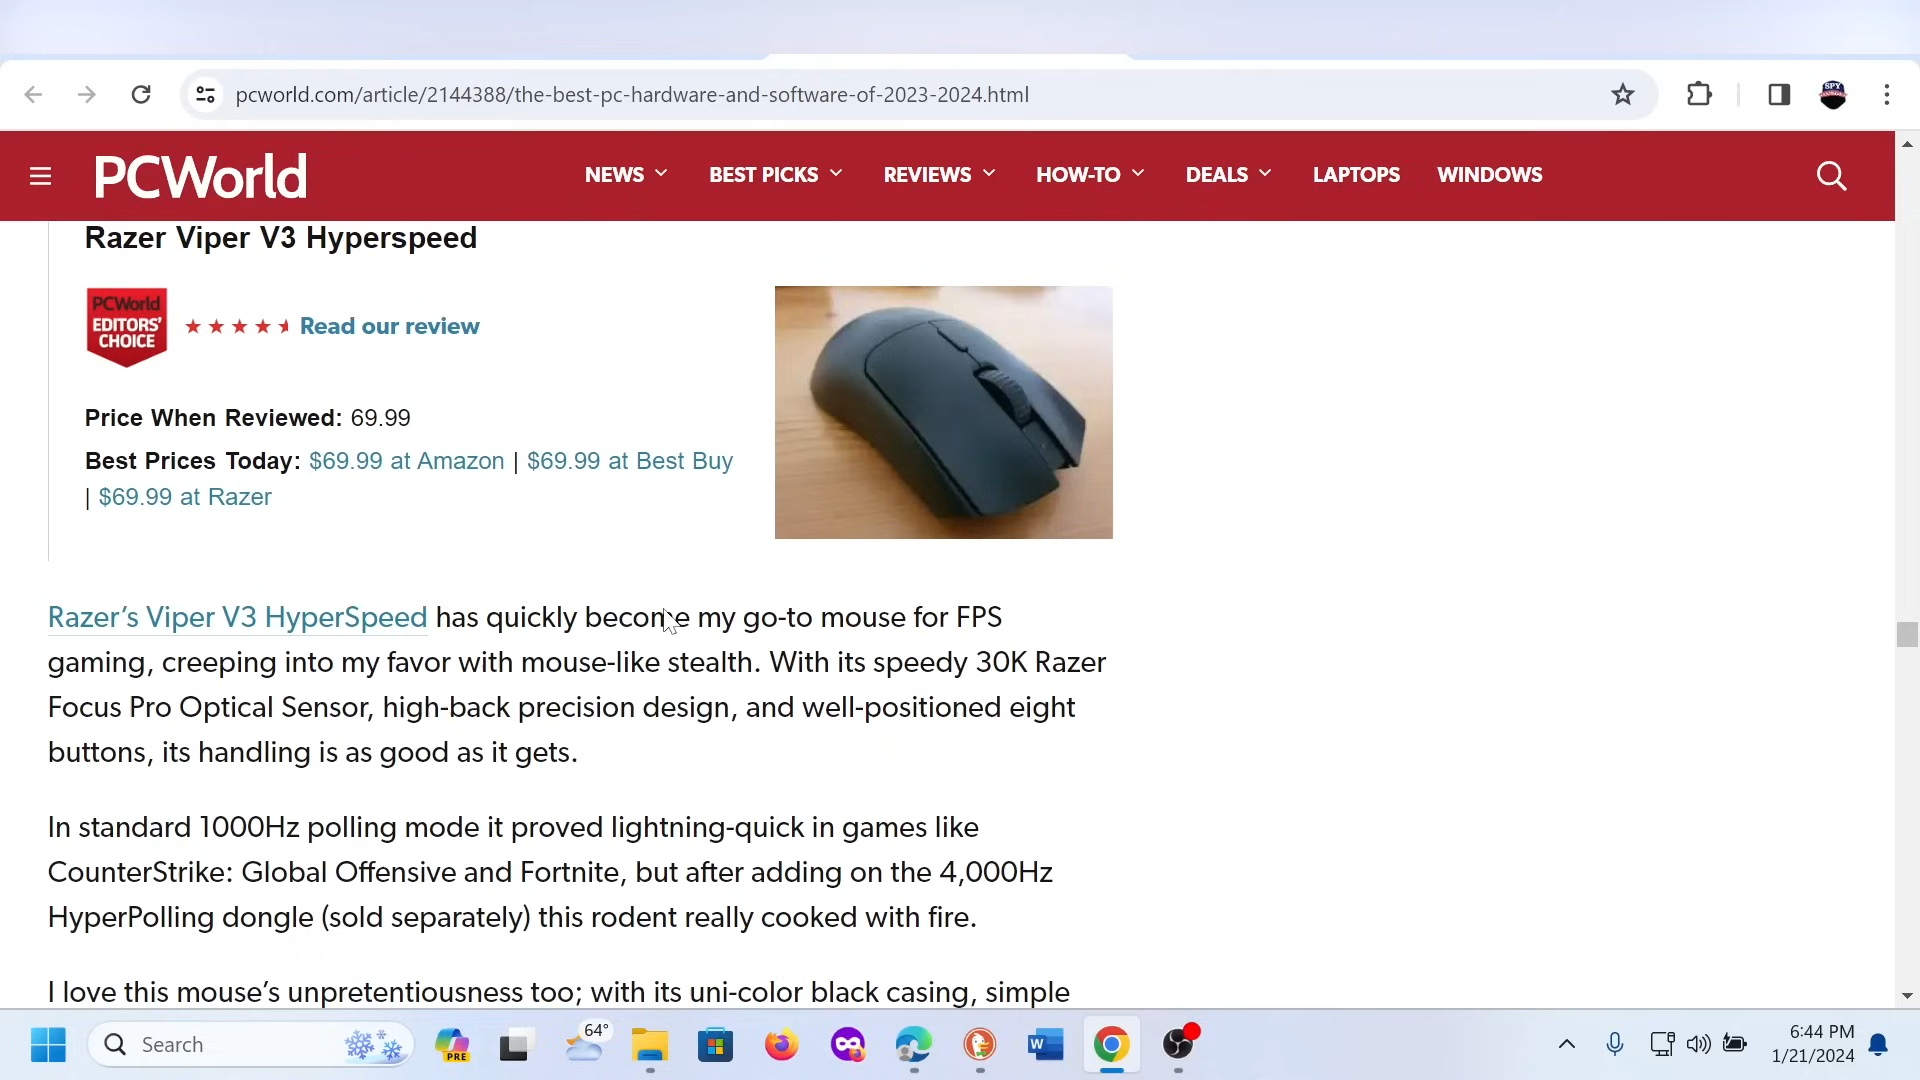 pcworld.com/article/2144388/the-best-pc-hardware-and-software-of-2023-2024.html
SPY
PCWorld
NEWS
BEST PICKS
REVIEWS
HOW-TO
DEALS
LAPTOPS
WINDOWS
Razer Viper V3 Hyperspeed
PCWorld
EDITORS'
CHOICE
Read our review
Price When Reviewed: 69.99
Best Prices Today: $69.99 at Amazon | $69.99 at Best Buy
| $69.99 at Razer
Razer’s Viper V3 HyperSpeed has quickly become my go-to mouse for FPS
gaming, creeping into my favor with mouse-like stealth. With its speedy 30K Razer
Focus Pro Optical Sensor, high-back precision design, and well-positioned eight
buttons, its handling is as good as it gets.
In standard 1000Hz polling mode it proved lightning-quick in games like
CounterStrike: Global Offensive and Fortnite, but after adding on the 4,000Hz
HyperPolling dongle (sold separately) this rodent really cooked with fire.
I love this mouse’s unpretentiousness too; with its uni-color black casing, simple
Search
PRE
64°
W
6:44 PM
1/21/2024